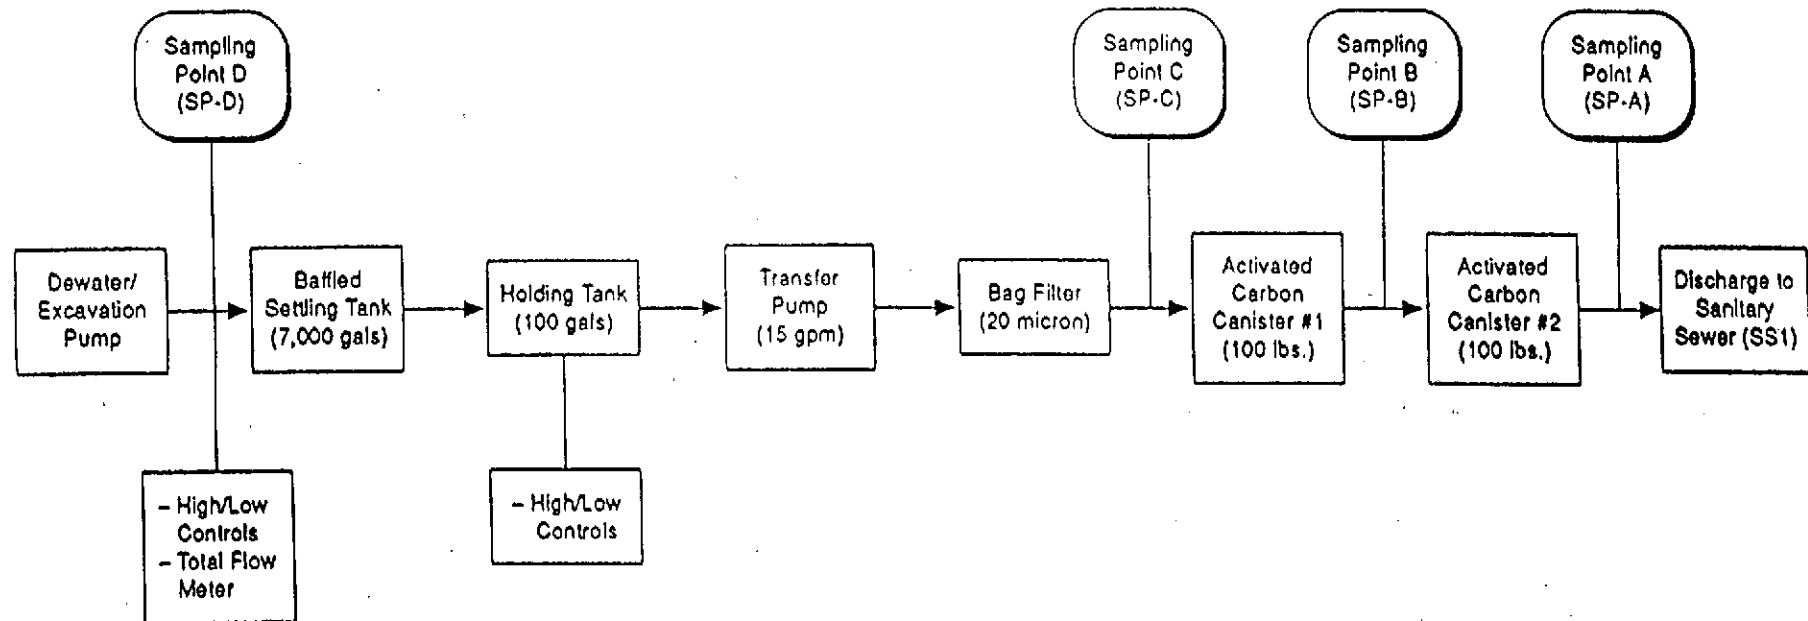 Sampling
Point D
(SP-D)
Sampling
Point C
(SP-C)
Sampling
Point B
(SP-B)
Sampling
Point A
(SP-A)
Dewater/
Excavation
Pump
Baffled
Settling Tank
(7,000 gals)
Holding Tank
(100 gals)
Transfer
Pump
(15 gpm)
Bag Filter
(20 micron)
Activated
Carbon
Canister #1
(100 lbs.)
Activated
Carbon
Canister #2
(100 lbs.)
Discharge to
Sanitary
Sewer (SS1)
– High/Low
Controls
– Total Flow
Meter
– High/Low
Controls